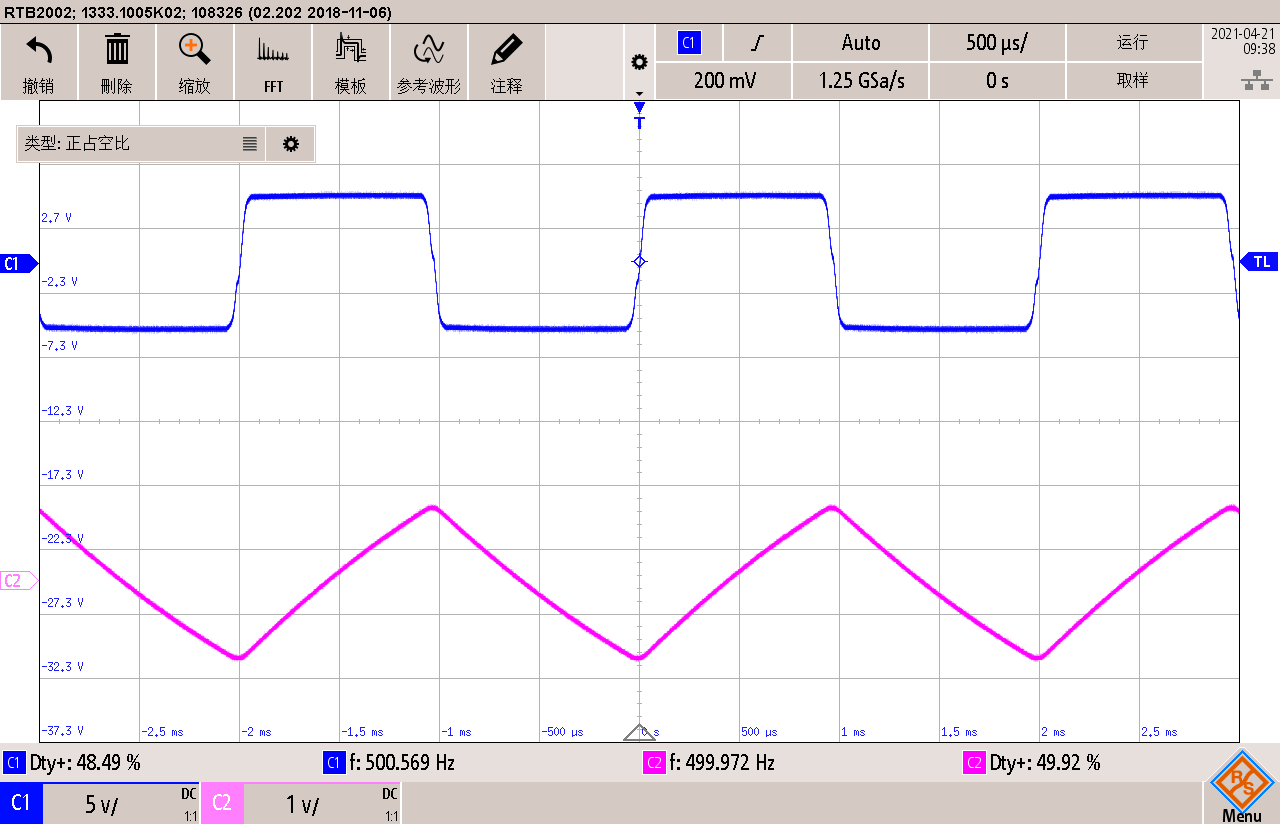 RTB2002; 1333.1005K02; 108326 (02.202 2018-11-06)
撤销
删除
缩放
FFT
模板
参考波形
注释
C1
Auto
500 µs/
运行
200 mV
1.25 GSa/s
0 s
取样
2021-04-21
09:38
T
类型: 正占空比
2.7 V
C1
TL
-2.3 V
-7.3 V
-12.3 V
-17.3 V
-22.3 V
C2
-27.3 V
-32.3 V
-37.3 V
-2.5 ms
-2 ms
-1.5 ms
-1 ms
-500 µs
0 s
500 µs
1 ms
1.5 ms
2 ms
2.5 ms
C1 Dty+: 48.49 %
C1 f: 500.569 Hz
C2 f: 499.972 Hz
C2 Dty+: 49.92 %
C1
5 V/
DC
1:1
C2
1 V/
DC
1:1
R S
Menu